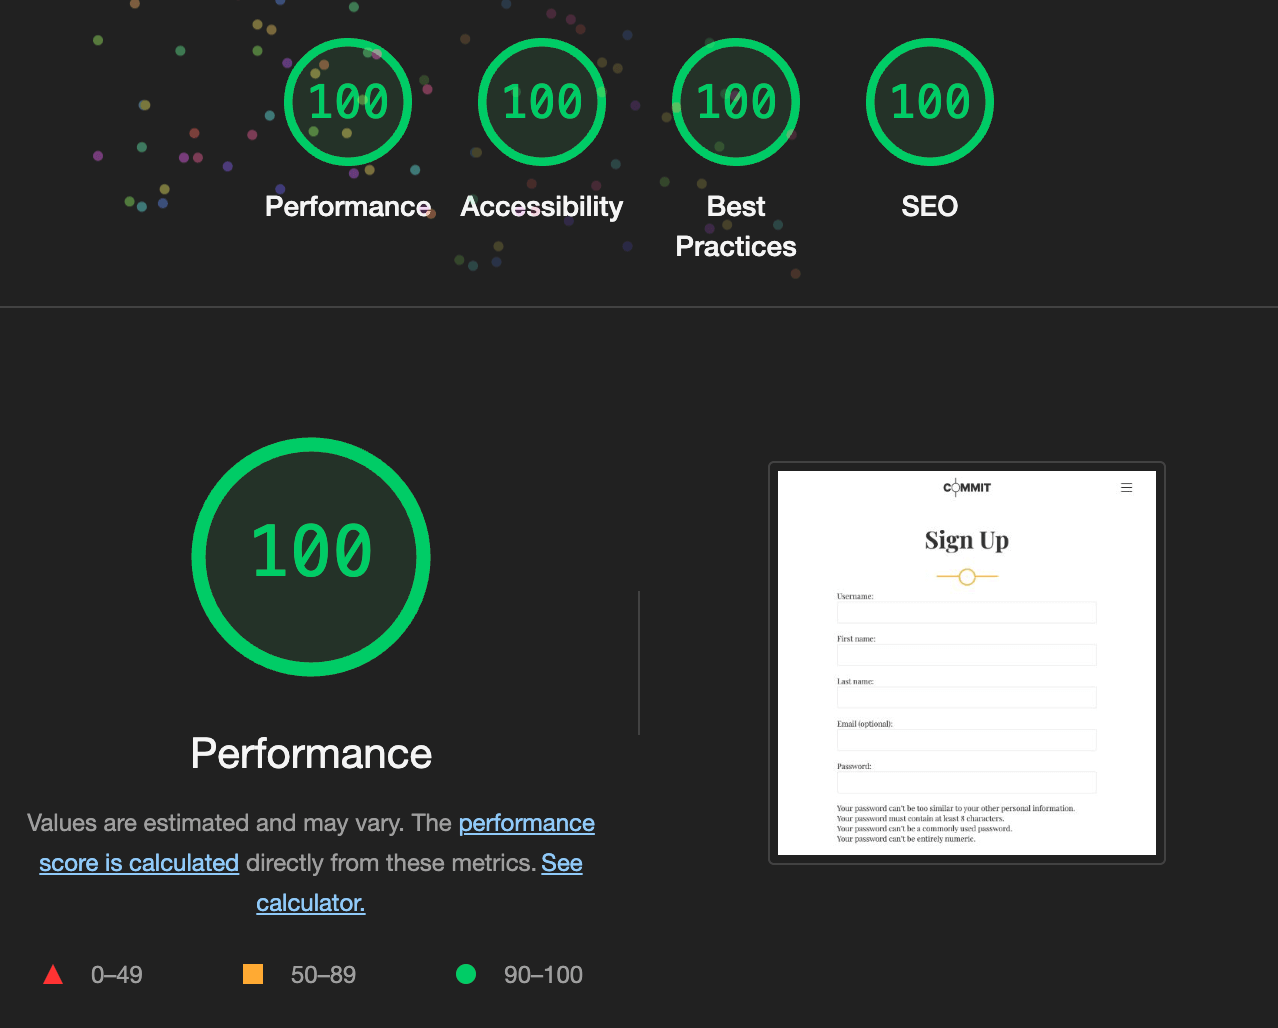 100
100
100
100
Performance
Accessibility
Best
Practices
SEO
100
Performance
Values are estimated and may vary. The performance
score is calculated directly from these metrics. See
calculator.
0–49
50–89
90–100
COMMIT
Sign Up
Username:
First name:
Last name:
Email (optional):
Password:
Your password can't be too similar to your other personal information.
Your password must contain at least 8 characters.
Your password can't be a commonly used password.
Your password can't be entirely numeric.